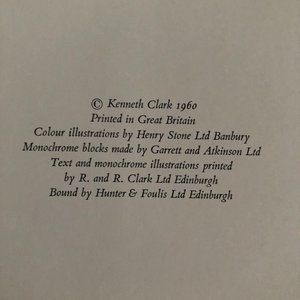 © Kenneth Clark 1960
Printed in Great Britain
Colour illustrations by Henry Stone Ltd Banbury
Monochrome blocks made by Garrett and Atkinson Ltd
Text and monochrome illustrations printed
by R. and R. Clark Ltd Edinburgh
Bound by Hunter & Foulis Ltd Edinburgh